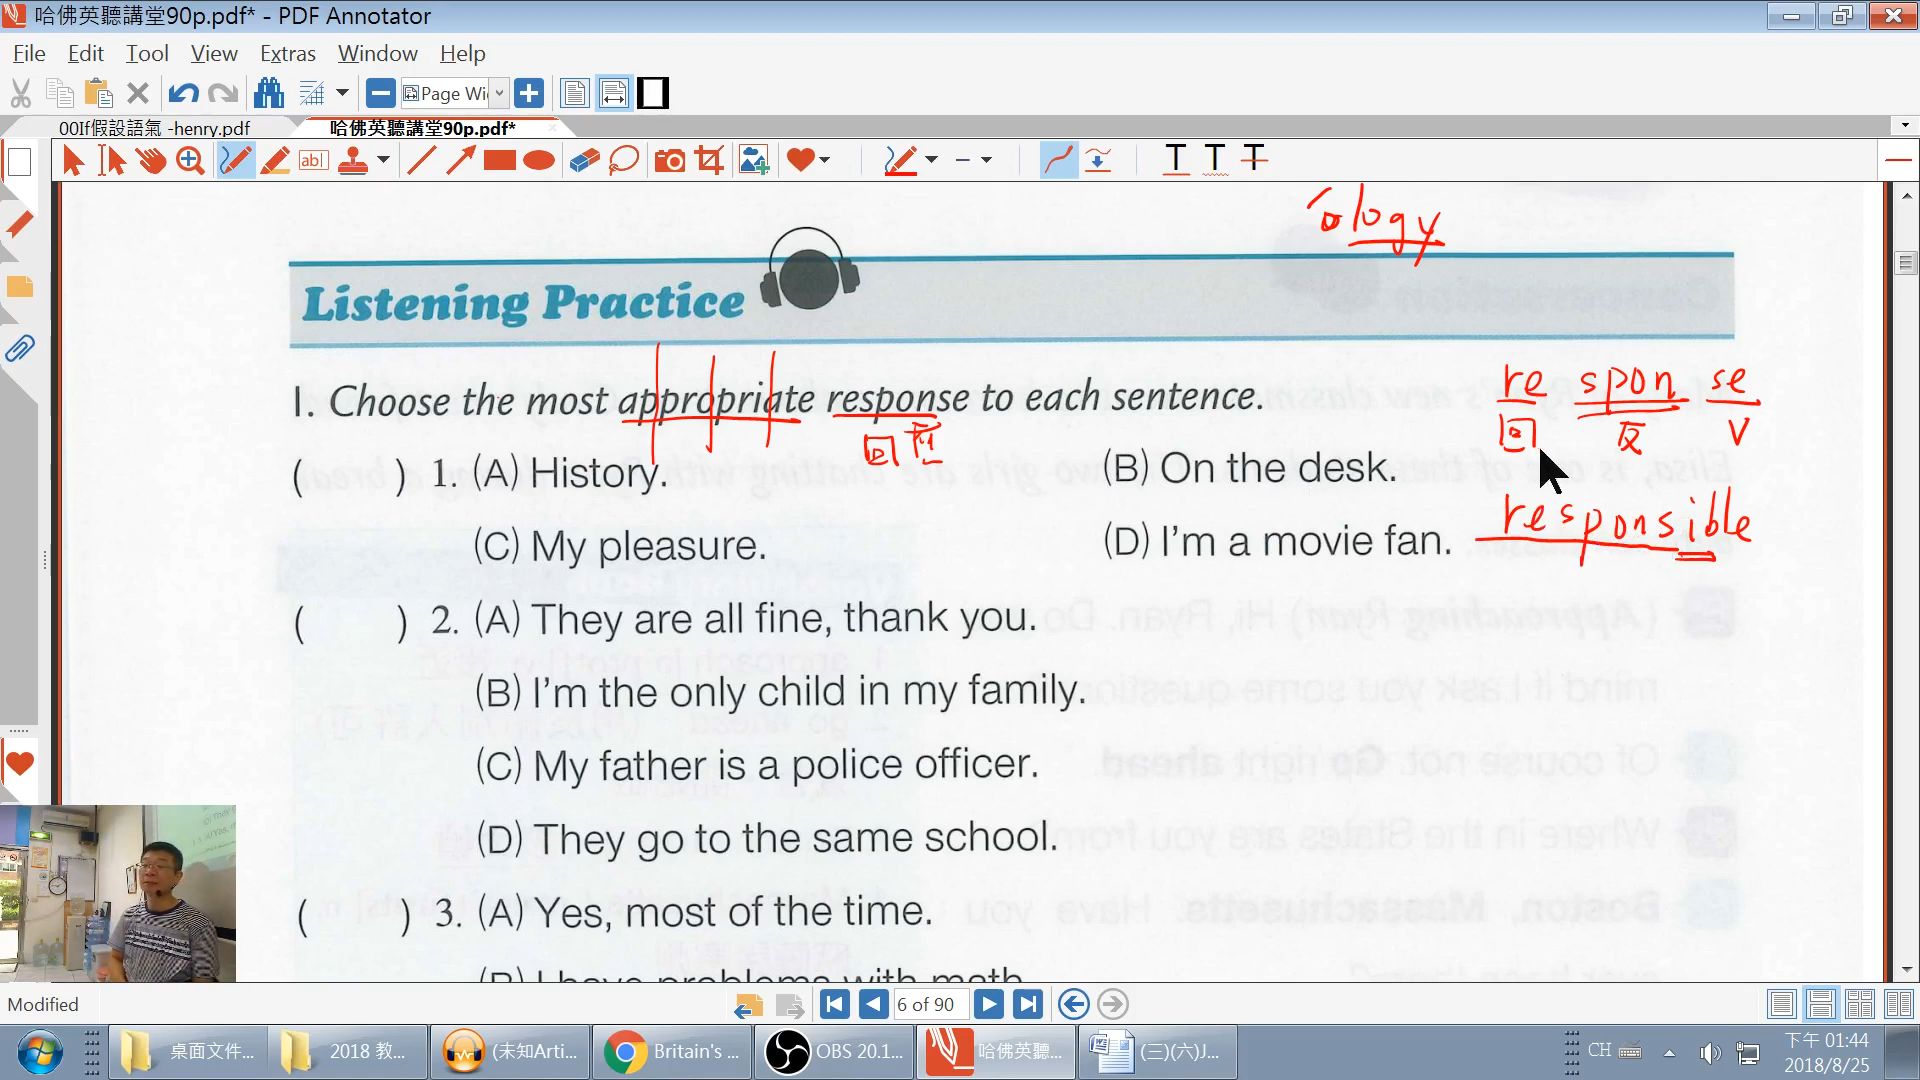 哈佛英聽講堂90p.pdf* - PDF Annotator
File Edit Tool View Extras Window Help
Page Wi
00If假設語氣 -henry.pdf 哈佛英聽講堂90p.pdf*
ology
Listening Practice
I. Choose the most appropriate response to each sentence.
re spon se
回 反 V
( ) 1. (A) History. (B) On the desk.
responsible
(C) My pleasure. (D) I'm a movie fan.
( ) 2. (A) They are all fine, thank you.
(B) I'm the only child in my family.
(C) My father is a police officer.
(D) They go to the same school.
( ) 3. (A) Yes, most of the time.
(B) I have problems with math.
Modified
6 of 90
桌面文件... 2018 教... (未知Arti... Britain's ... OBS 20.1... 哈佛英聽... (三)(六)J...
CH
下午 01:44
2018/8/25